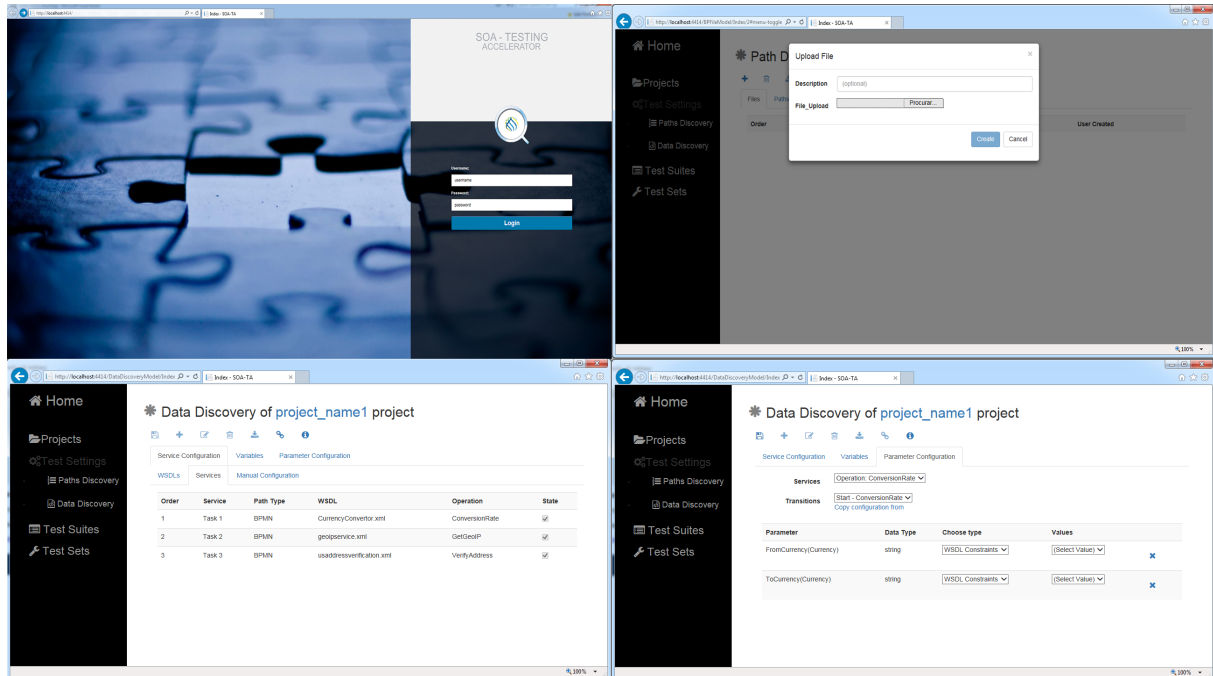 http://localhost:4414/
Index - SOA-TA
SOA - TESTING
ACCELERATOR
Username:
username
Password:
password
Login
http://localhost:4414/BPFileModel/Index/2#menu-toggle
Index - SOA-TA
Home
Path D
Projects
Test Settings
Paths Discovery
Data Discovery
Test Suites
Test Sets
Files Paths
Order User Created
Upload File
Description (optional)
File_Upload Procurar...
Create Cancel
100%
http://localhost:4414/DataDiscoveryModel/Index
Index - SOA-TA
Home
Projects
Test Settings
Paths Discovery
Data Discovery
Test Suites
Test Sets
Data Discovery of project_name1 project
Service Configuration Variables Parameter Configuration
WSDLs Services Manual Configuration
Order Service Path Type WSDL Operation State
1 Task 1 BPMN CurrencyConvertor.xml ConversionRate
2 Task 2 BPMN geoipservice.xml GetGeoIP
3 Task 3 BPMN usaddressverification.xml VerifyAddress
100%
http://localhost:4414/DataDiscoveryModel/Index
Index - SOA-TA
Home
Projects
Test Settings
Paths Discovery
Data Discovery
Test Suites
Test Sets
Data Discovery of project_name1 project
Service Configuration Variables Parameter Configuration
Services Operation: ConversionRate
Transitions Start - ConversionRate
Copy configuration from
Parameter Data Type Choose type Values
FromCurrency(Currency) string WSDL Constraints (Select Value)
ToCurrency(Currency) string WSDL Constraints (Select Value)
100%